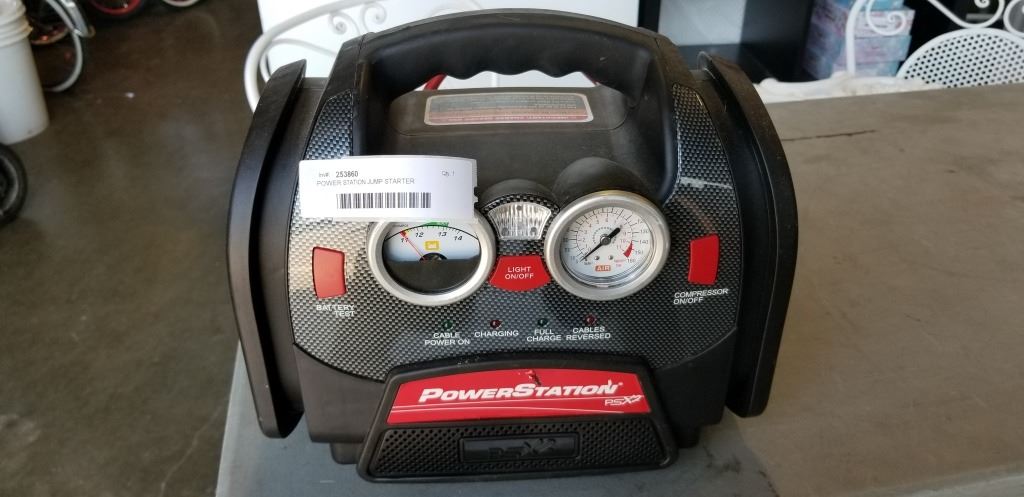 Inv#: 253860 Qty. 1
POWER STATION JUMP STARTER
11 12 13 14
LIGHT
ON/OFF
AIR
BATTERY
TEST
COMPRESSOR
ON/OFF
CABLE
POWER ON
CHARGING
FULL
CHARGE
CABLES
REVERSED
POWERSTATION®
PSX2
PSX2